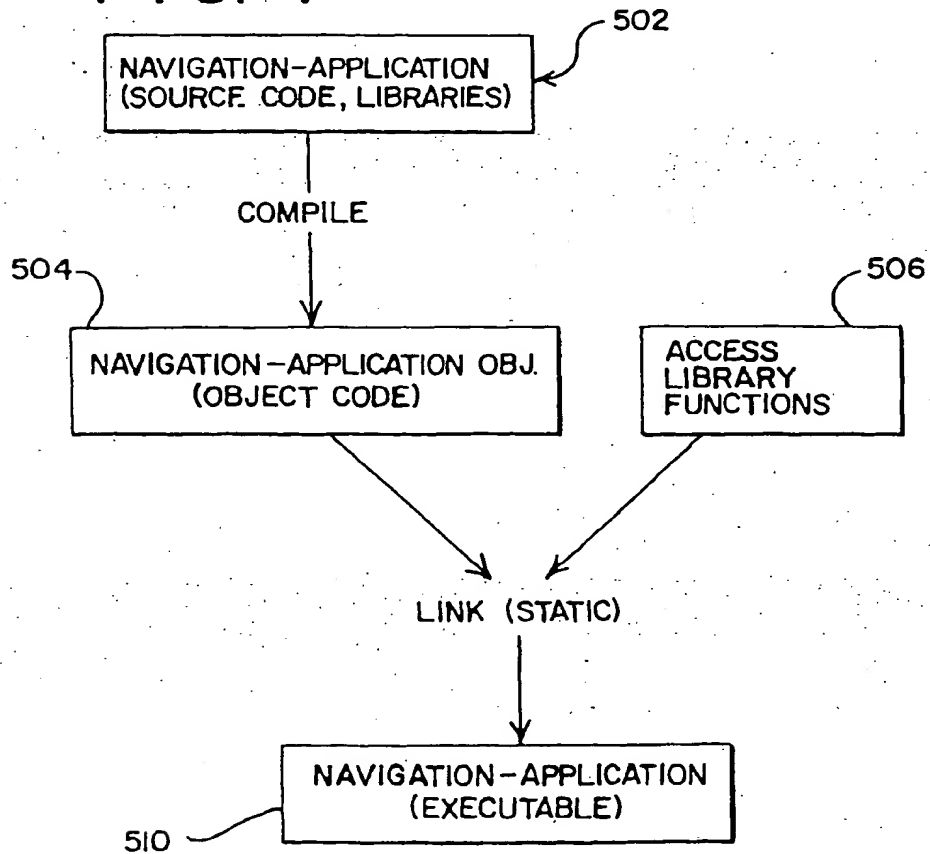 502
NAVIGATION-APPLICATION
(SOURCE CODE, LIBRARIES)
COMPILE
504
506
NAVIGATION-APPLICATION OBJ.
(OBJECT CODE)
ACCESS
LIBRARY
FUNCTIONS
LINK (STATIC)
NAVIGATION-APPLICATION
(EXECUTABLE)
510